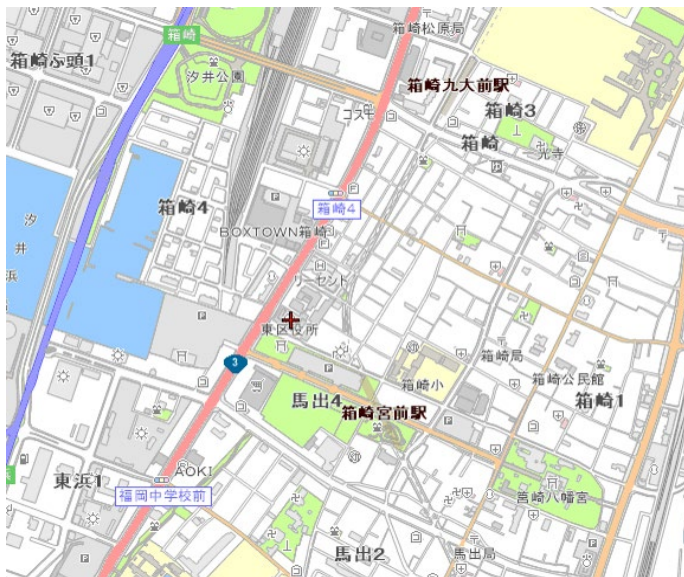 箱崎松原局
箱崎
箱崎ふ頭1
汐井公園
箱崎九大前駅
コスモ
箱崎3
箱崎
光寺
箱崎4
箱崎4
BOXTOWN箱崎
汐井浜
リーセント
東区役所
3
箱崎局
箱崎小
箱崎公民館
馬出4
箱崎宮前駅
箱崎1
AOKI
東浜1
福岡中学校前
筥崎八幡宮
馬出2
馬出局